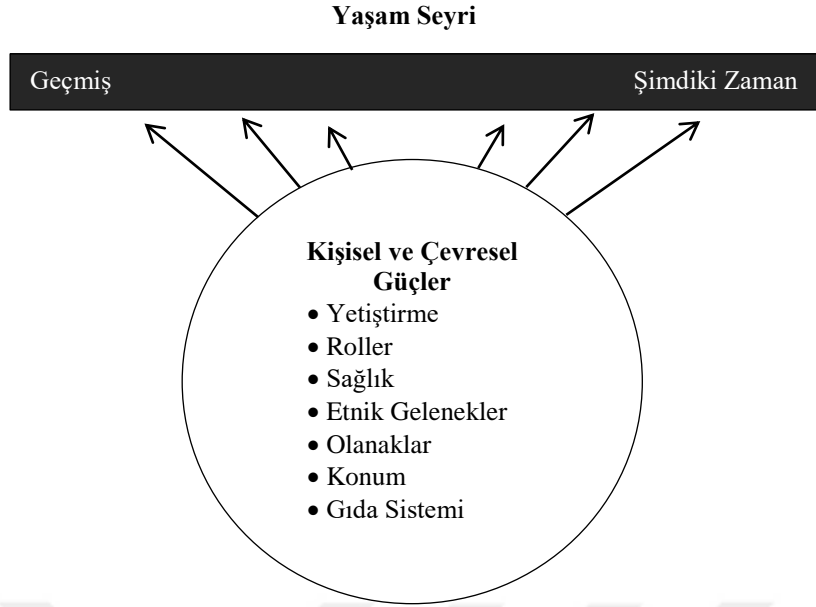 Yaşam Seyri
Geçmiş
Şimdiki Zaman
Kişisel ve Çevresel
Güçler
• Yetiştirme
• Roller
• Sağlık
• Etnik Gelenekler
• Olanaklar
• Konum
• Gıda Sistemi